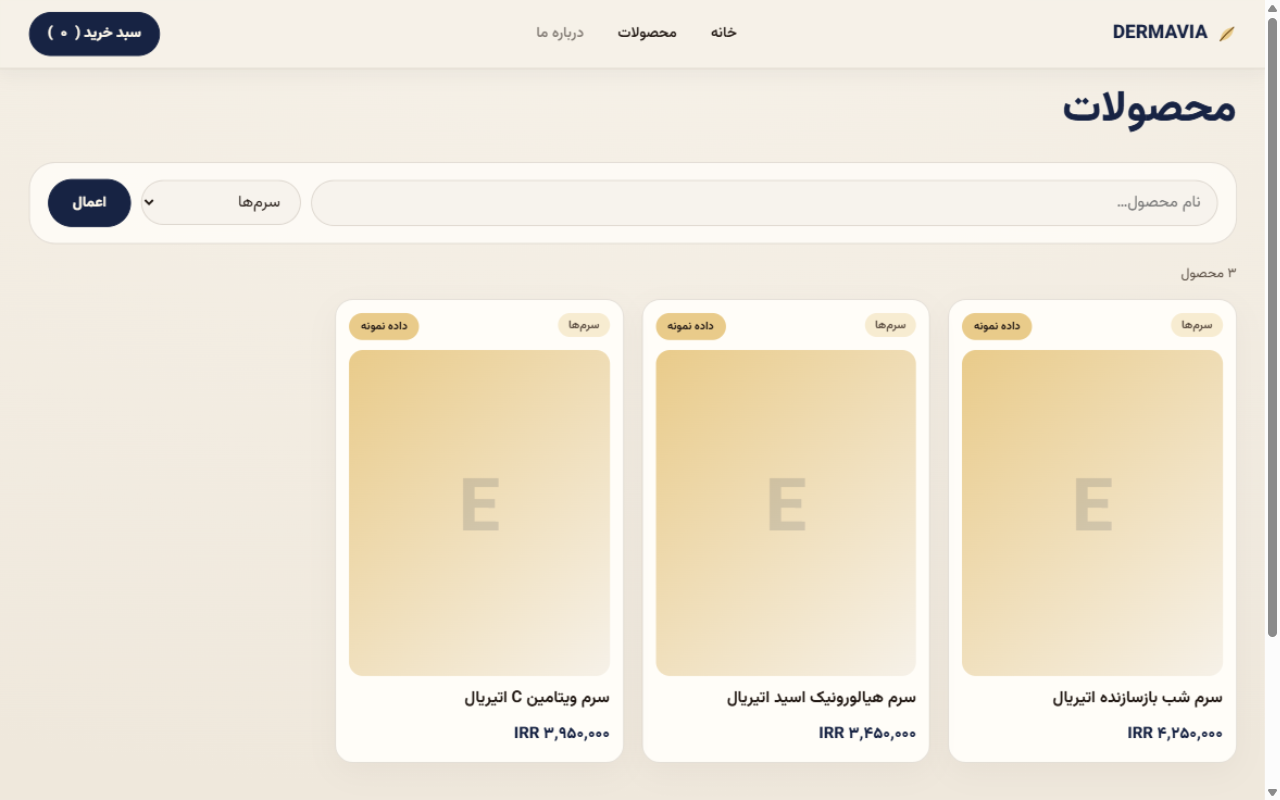 DERMAVIA
خانه
محصولات
درباره ما
سبد خرید ( ۰ )
محصولات
نام محصول...
سرم‌ها
اعمال
۳ محصول
سرم‌ها
داده نمونه
E
سرم شب بازسازنده اتیریال
۴,۲۵۰,۰۰۰ IRR
سرم‌ها
داده نمونه
E
سرم هیالورونیک اسید اتیریال
۳,۴۵۰,۰۰۰ IRR
سرم‌ها
داده نمونه
E
سرم ویتامین C اتیریال
۳,۹۵۰,۰۰۰ IRR